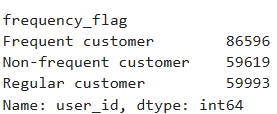 frequency_flag
Frequent customer 86596
Non-frequent customer 59619
Regular customer 59993
Name: user_id, dtype: int64